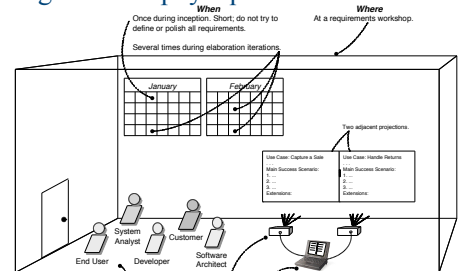 When
Once during inception. Short; do not try to
define or polish all requirements.
Several times during elaboration iterations.
Where
At a requirements workshop.
January
February
Two adjacent projections.
Use Case: Capture a Sale
. . .
Main Success Scenario:
1. ...
2. ...
3. ...
Extensions:
Use Case: Handle Returns
. . .
Main Success Scenario:
1. ...
2. ...
3. ...
Extensions:
System
Analyst
Customer
End User
Developer
Software
Architect